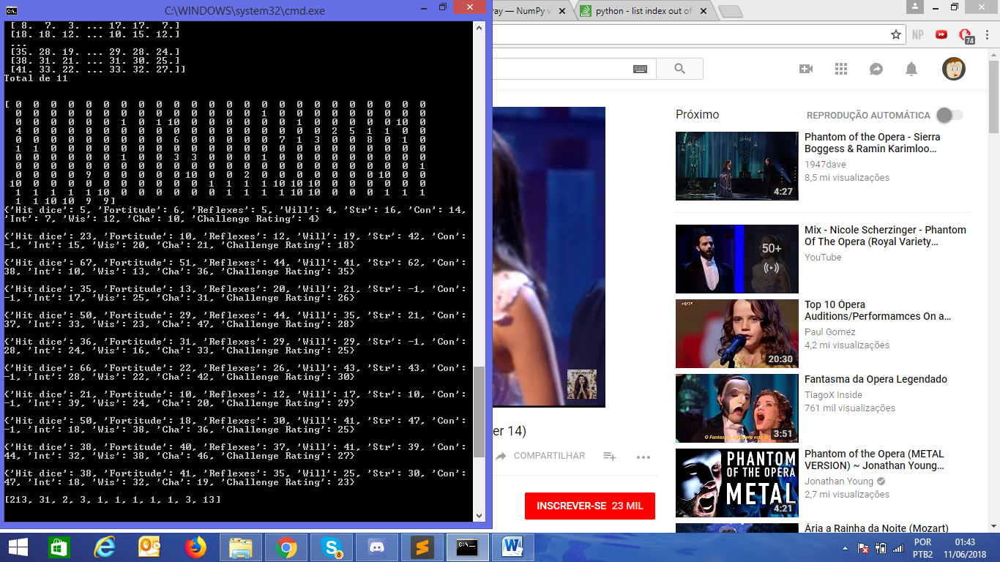 C:\WINDOWS\system32\cmd.exe
[ 8. 7. 3. ... 17. 17. 7.]
[18. 18. 12. ... 10. 15. 12.]
...
[35. 28. 19. ... 29. 28. 24.]
[38. 31. 21. ... 31. 30. 25.]
[41. 33. 22. ... 33. 32. 27.]]
Total de 11
[ 0 0 0 0 0 0 0 0 0 0 0 0 0 0 0 0 0 0 0 0 0 0 0 0
0 0 0 0 0 0 0 0 0 0 0 0 0 0 1 0 0 0 0 0 0 0 0 0
0 0 0 0 0 0 1 0 1 10 0 0 0 0 0 0 1 0 0 0 0 0 10 0
4 0 0 0 0 0 0 0 0 0 0 0 0 0 0 0 0 0 2 5 1 1 0 0
0 0 0 0 0 0 0 0 0 6 0 0 0 0 0 7 1 3 0 0 8 0 1 0
1 1 0 0 0 0 0 0 0 0 0 0 0 0 0 0 0 0 0 0 0 0 0 0
0 0 0 0 0 0 1 0 0 3 3 0 0 0 1 0 0 0 0 0 0 0 0 0
0 0 0 0 0 0 0 0 0 0 0 0 0 0 0 0 0 0 0 0 0 0 0 1
0 0 0 0 9 0 0 0 0 0 10 0 0 2 0 0 0 0 0 0 0 10 0 0
10 0 0 0 0 0 0 0 0 0 0 1 1 1 1 1 10 10 10 0 0 0 0 0
1 1 1 1 1 10 0 0 0 0 0 1 1 1 1 1 10 10 0 0 0 1 1 1
1 1 10 10 9 9]
{'Hit dice': 5, 'Fortitude': 6, 'Reflexes': 5, 'Will': 4, 'Str': 16, 'Con': 14,
'Int': 7, 'Wis': 12, 'Cha': 10, 'Challenge Rating': 4}
{'Hit dice': 23, 'Fortitude': 10, 'Reflexes': 12, 'Will': 19, 'Str': 42, 'Con':
-1, 'Int': 15, 'Wis': 20, 'Cha': 21, 'Challenge Rating': 18}
{'Hit dice': 67, 'Fortitude': 51, 'Reflexes': 44, 'Will': 41, 'Str': 62, 'Con':
38, 'Int': 10, 'Wis': 13, 'Cha': 36, 'Challenge Rating': 35}
{'Hit dice': 35, 'Fortitude': 13, 'Reflexes': 20, 'Will': 21, 'Str': -1, 'Con':
-1, 'Int': 17, 'Wis': 25, 'Cha': 31, 'Challenge Rating': 26}
{'Hit dice': 50, 'Fortitude': 29, 'Reflexes': 44, 'Will': 35, 'Str': 21, 'Con':
37, 'Int': 33, 'Wis': 23, 'Cha': 47, 'Challenge Rating': 28}
{'Hit dice': 36, 'Fortitude': 31, 'Reflexes': 29, 'Will': 29, 'Str': -1, 'Con':
28, 'Int': 24, 'Wis': 16, 'Cha': 33, 'Challenge Rating': 25}
{'Hit dice': 66, 'Fortitude': 22, 'Reflexes': 26, 'Will': 43, 'Str': 43, 'Con':
-1, 'Int': 28, 'Wis': 22, 'Cha': 42, 'Challenge Rating': 30}
{'Hit dice': 21, 'Fortitude': 10, 'Reflexes': 12, 'Will': 17, 'Str': 10, 'Con':
-1, 'Int': 39, 'Wis': 24, 'Cha': 20, 'Challenge Rating': 29}
{'Hit dice': 50, 'Fortitude': 18, 'Reflexes': 30, 'Will': 41, 'Str': 47, 'Con':
-1, 'Int': 18, 'Wis': 38, 'Cha': 36, 'Challenge Rating': 25}
{'Hit dice': 38, 'Fortitude': 40, 'Reflexes': 37, 'Will': 41, 'Str': 39, 'Con':
44, 'Int': 32, 'Wis': 38, 'Cha': 46, 'Challenge Rating': 27}
{'Hit dice': 38, 'Fortitude': 41, 'Reflexes': 35, 'Will': 25, 'Str': 30, 'Con':
47, 'Int': 18, 'Wis': 32, 'Cha': 19, 'Challenge Rating': 23}
[213, 31, 2, 3, 1, 1, 1, 1, 1, 3, 13]
ray — NumPy v
python - list index out of
NP
74
er 14)
COMPARTILHAR
INSCREVER-SE 23 MIL
Próximo
REPRODUÇÃO AUTOMÁTICA
Phantom of the Opera - Sierra
Boggess & Ramin Karimloo...
1947dave
8,5 mi visualizações
4:27
Mix - Nicole Scherzinger - Phantom
Of The Opera (Royal Variety...
YouTube
50+
Top 10 Ópera
Auditions/Performamces On a...
Paul Gomez
4,2 mi visualizações
20:30
Fantasma da Opera Legendado
TiagoX Inside
761 mil visualizações
3:51
Phantom of the Opera (METAL
VERSION) ~ Jonathan Young...
Jonathan Young
2,7 mi visualizações
PHANTOM
OF THE OPERA
METAL
4:21
Ária a Rainha da Noite (Mozart)
POR
PTB2
01:43
11/06/2018